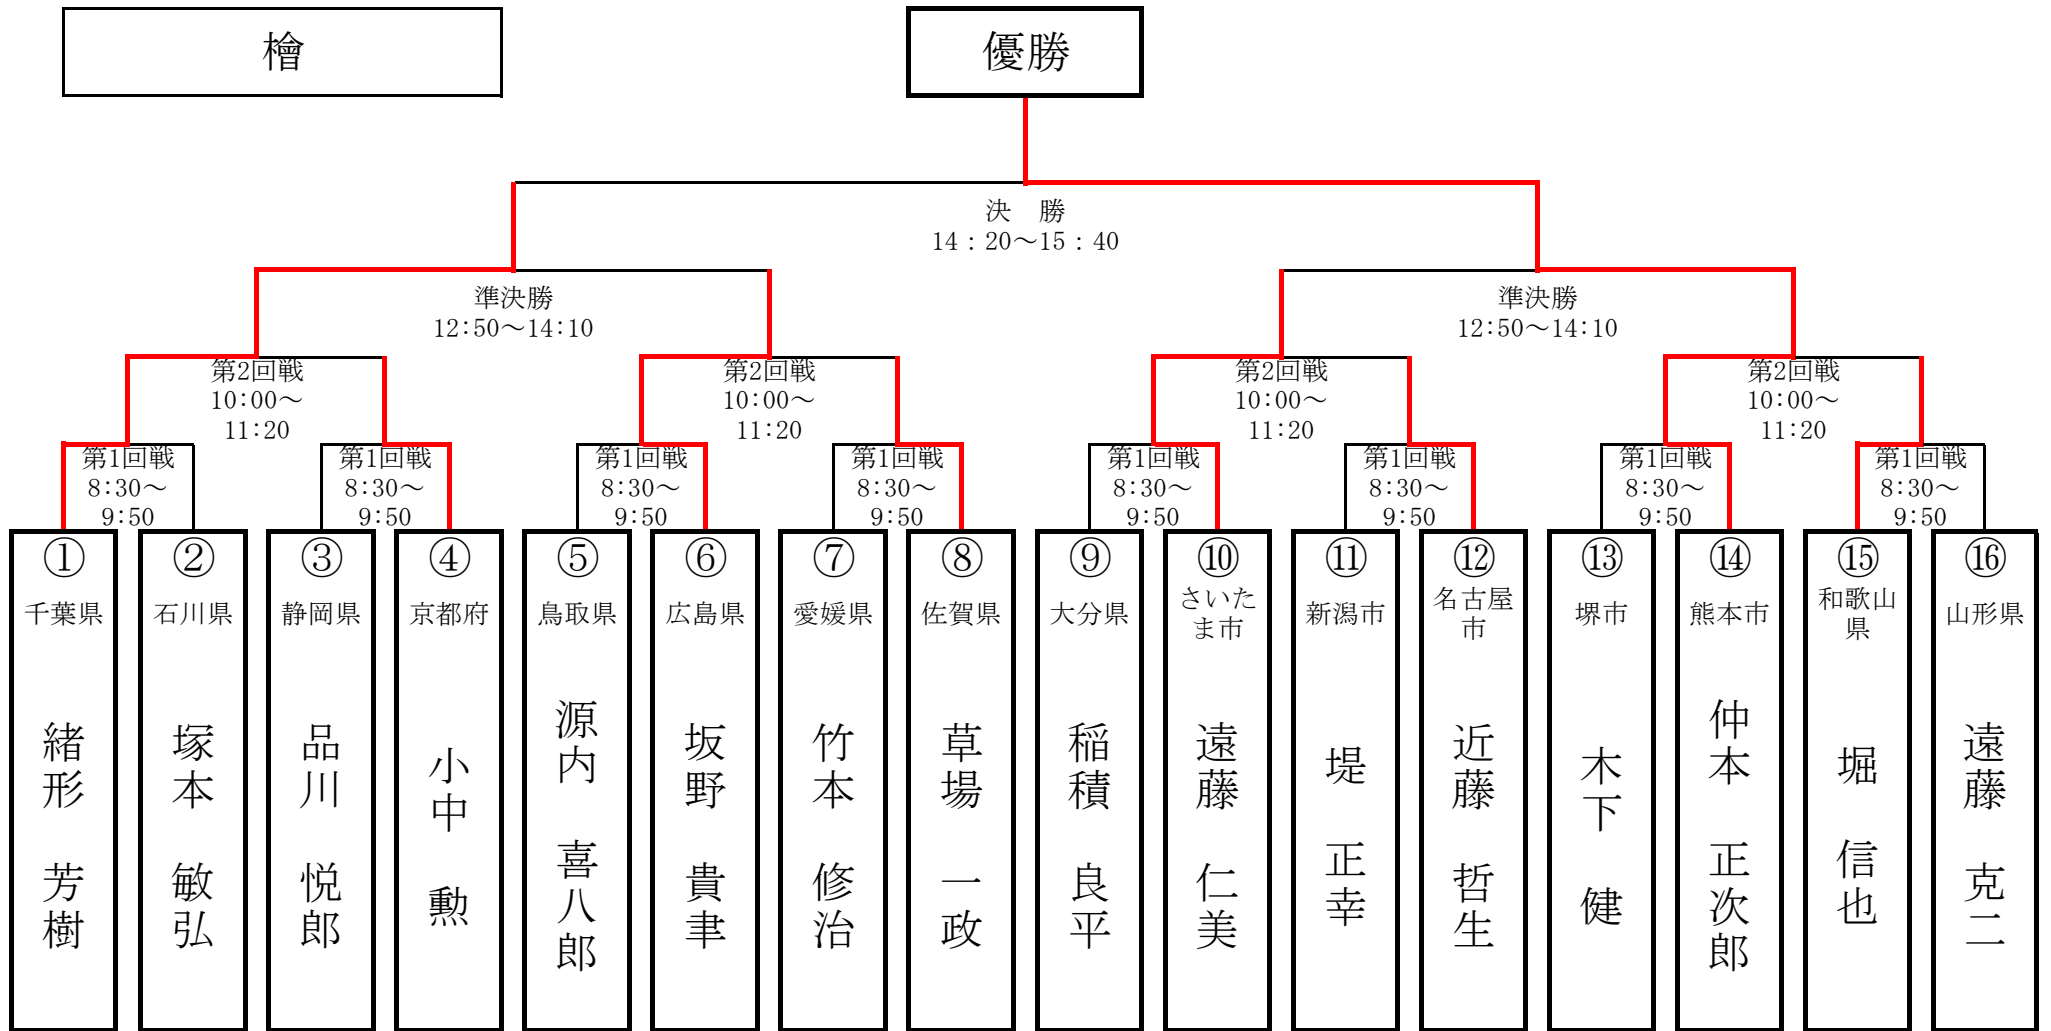 檜
優勝
決　勝
14：20～15：40
準決勝
12:50～14:10
準決勝
12:50～14:10
第2回戦
10:00～
11:20
第2回戦
10:00～
11:20
第2回戦
10:00～
11:20
第2回戦
10:00～
11:20
第1回戦
8:30～
9:50
第1回戦
8:30～
9:50
第1回戦
8:30～
9:50
第1回戦
8:30～
9:50
第1回戦
8:30～
9:50
第1回戦
8:30～
9:50
第1回戦
8:30～
9:50
第1回戦
8:30～
9:50
①
千葉県
緒形　芳樹
②
石川県
塚本　敏弘
③
静岡県
品川　悦郎
④
京都府
小中　勲
⑤
鳥取県
源内　喜八郎
⑥
広島県
坂野　貴聿
⑦
愛媛県
竹本　修治
⑧
佐賀県
草場　一政
⑨
大分県
稲積　良平
⑩
さいた
ま市
遠藤　仁美
⑪
新潟市
堤　正幸
⑫
名古屋
市
近藤　哲生
⑬
堺市
木下　健
⑭
熊本市
仲本　正次郎
⑮
和歌山
県
堀　信也
⑯
山形県
遠藤　克二